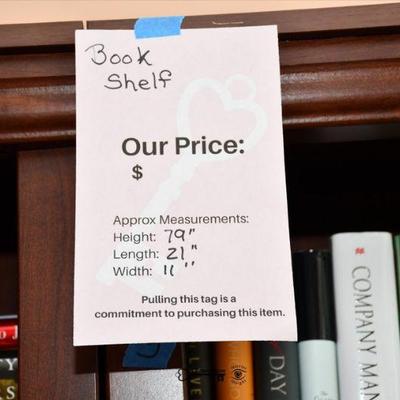 Book
Shelf
Our Price:
$
Approx Measurements:
Height: 79"
Length: 21"
Width: 11"
Pulling this tag is a
commitment to purchasing this item.
COMPANY MAN
DAY